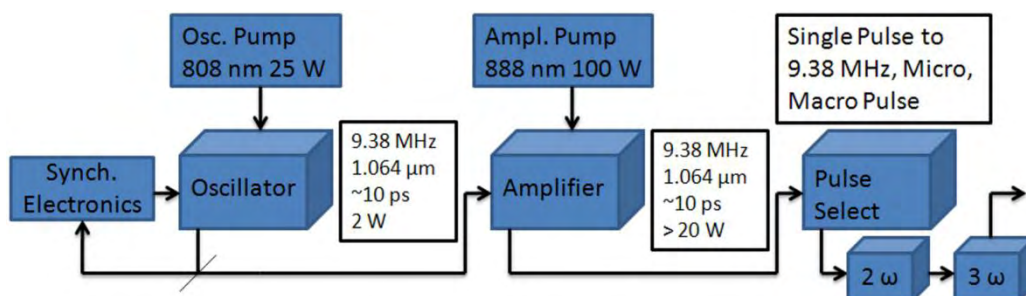 Osc. Pump
808 nm 25 W
Ampl. Pump
888 nm 100 W
Single Pulse to
9.38 MHz, Micro,
Macro Pulse
Synch.
Electronics
Oscillator
9.38 MHz
1.064 μm
~10 ps
2 W
Amplifier
9.38 MHz
1.064 μm
~10 ps
> 20 W
Pulse
Select
2 ω
3 ω